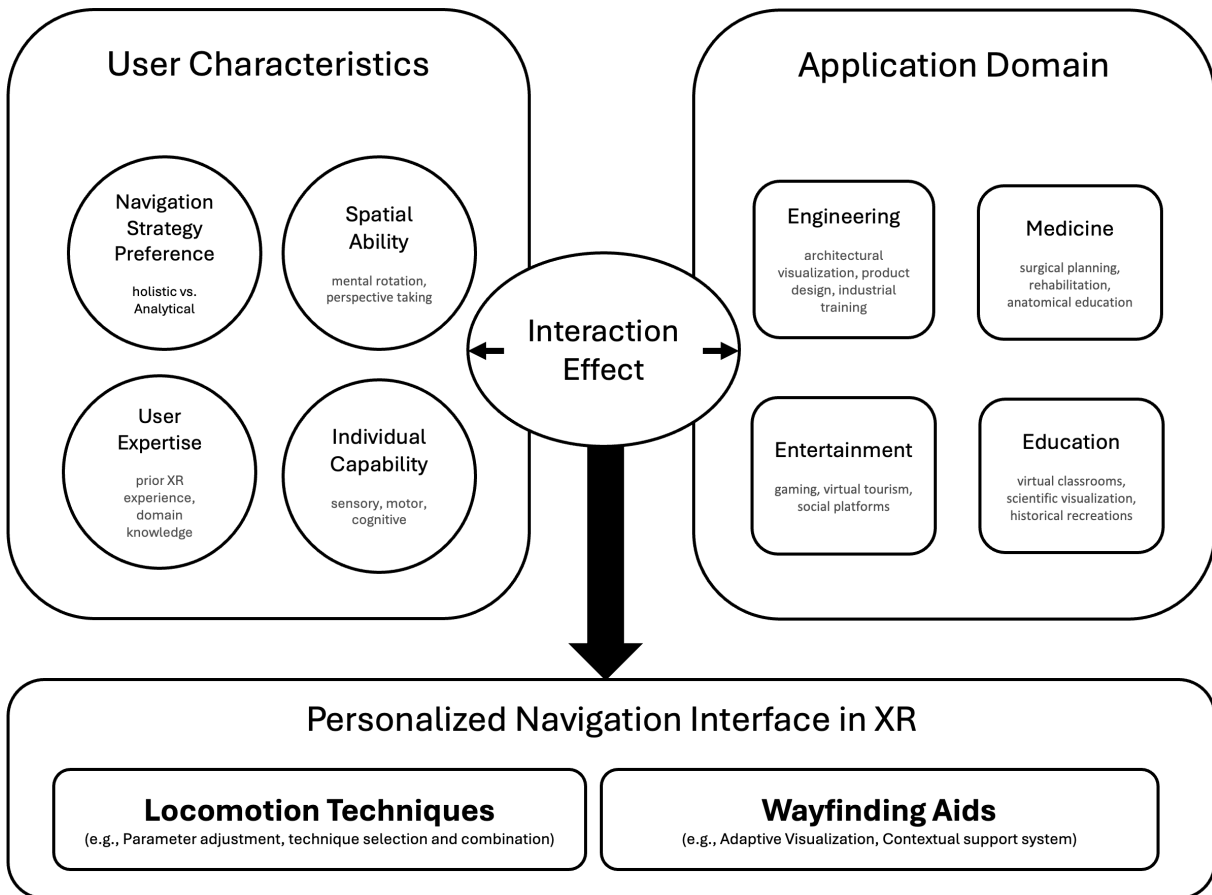 User Characteristics
Navigation
Strategy
Preference
holistic vs.
Analytical
Spatial
Ability
mental rotation,
perspective taking
User
Expertise
prior XR
experience,
domain
knowledge
Individual
Capability
sensory, motor,
cognitive
Interaction
Effect
Application Domain
Engineering
architectural
visualization, product
design, industrial
training
Medicine
surgical planning,
rehabilitation,
anatomical education
Entertainment
gaming, virtual tourism,
social platforms
Education
virtual classrooms,
scientific visualization,
historical recreations
Personalized Navigation Interface in XR
Locomotion Techniques
(e.g., Parameter adjustment, technique selection and combination)
Wayfinding Aids
(e.g., Adaptive Visualization, Contextual support system)